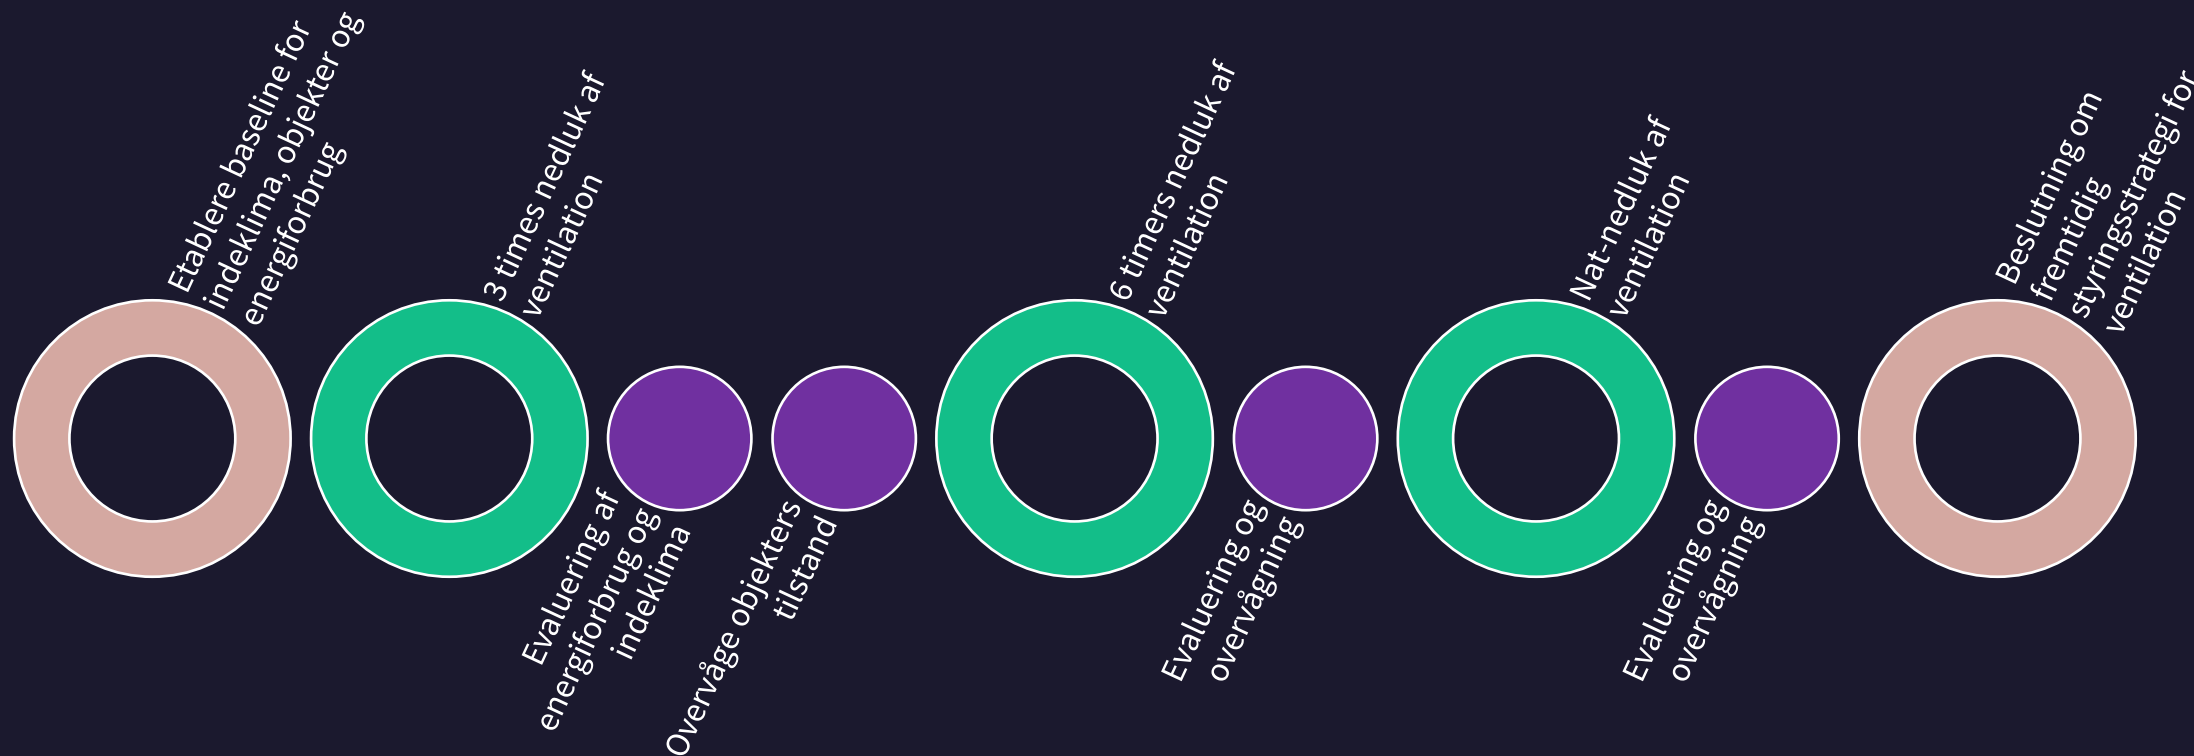 Etablere baseline for
indeklima, objekter og
energiforbrug
3 times nedluk af
ventilation
Evaluering af
energiforbrug og
indeklima
Overvåge objekters
tilstand
6 timers nedluk af
ventilation
Evaluering og
overvågning
Nat-nedluk af
ventilation
Evaluering og
overvågning
Beslutning om
fremtidig
styringsstrategi for
ventilation